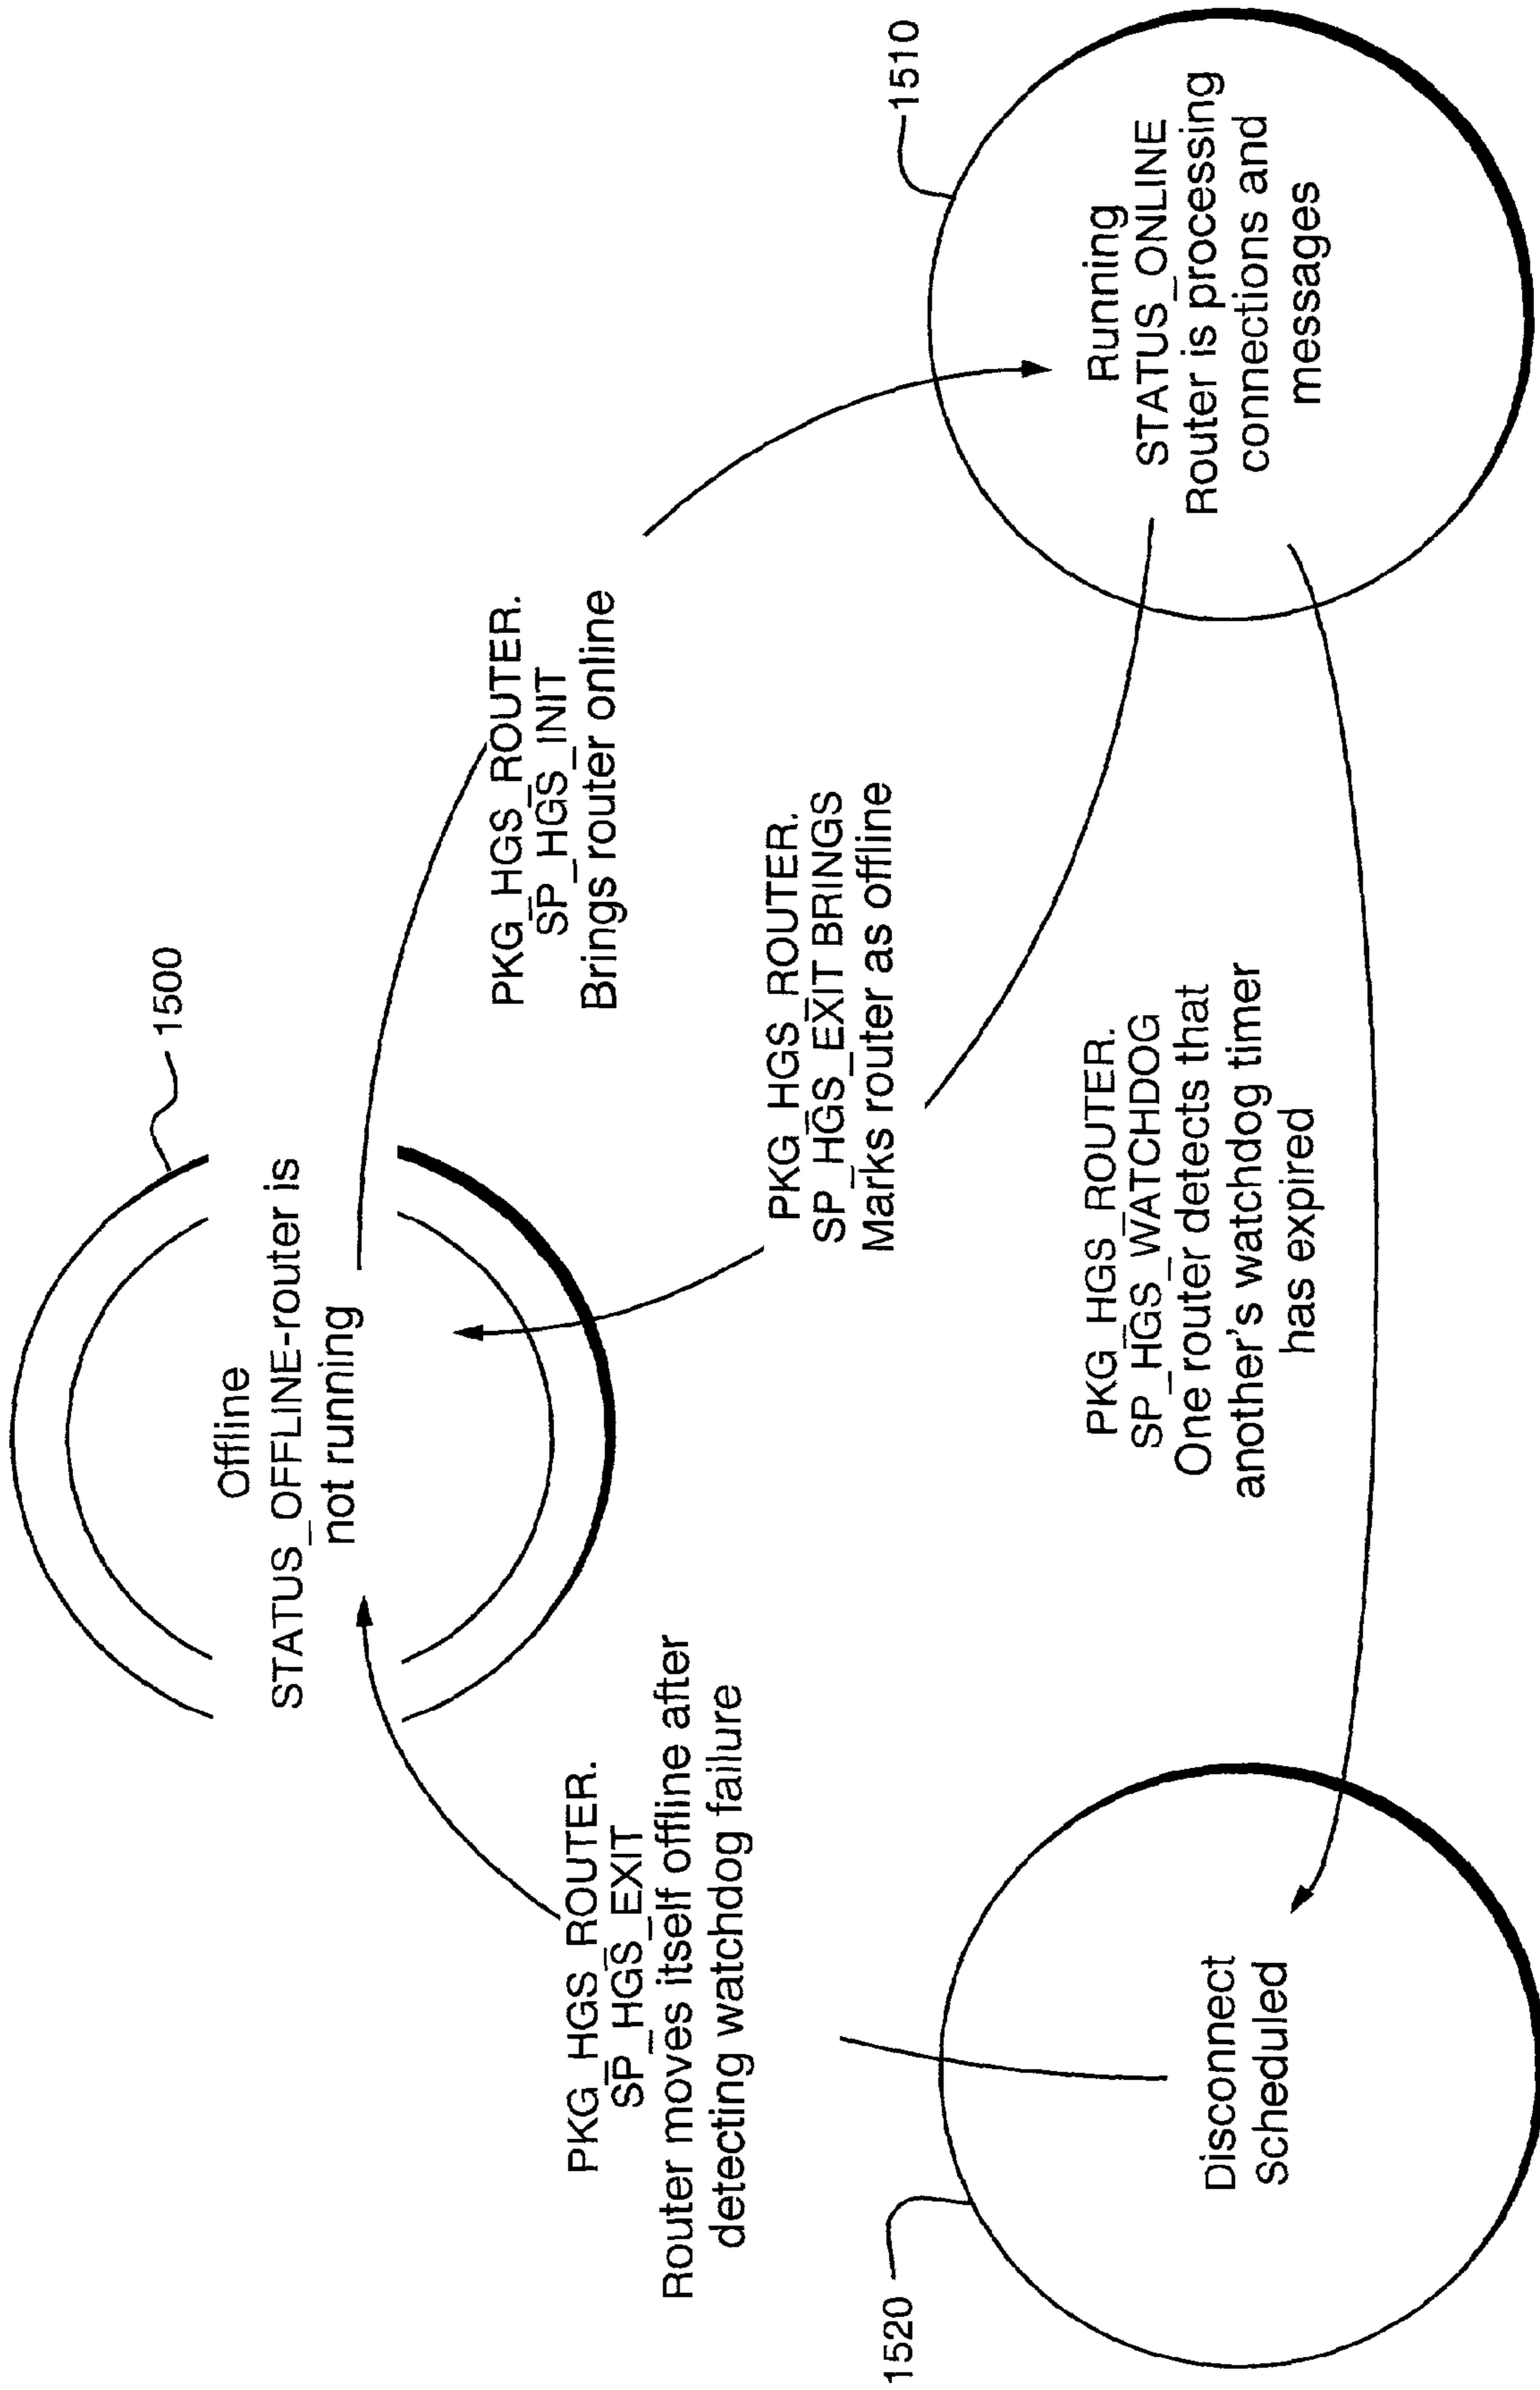 1500
Offline
STATUS_OFFLINE-router is
not running
PKG_HGS_ROUTER.
SP_HGS_EXIT
Router moves itself offline after
detecting watchdog failure
PKG_HGS_ROUTER.
SP_HGS_INIT
Brings router online
PKG_HGS_ROUTER.
SP_HGS_EXIT BRINGS
Marks router as offline
1520
Disconnect
Scheduled
PKG_HGS_ROUTER.
SP_HGS_WATCHDOG
One router detects that
another's watchdog timer
has expired
1510
Running
STATUS_ONLINE
Router is processing
connections and
messages